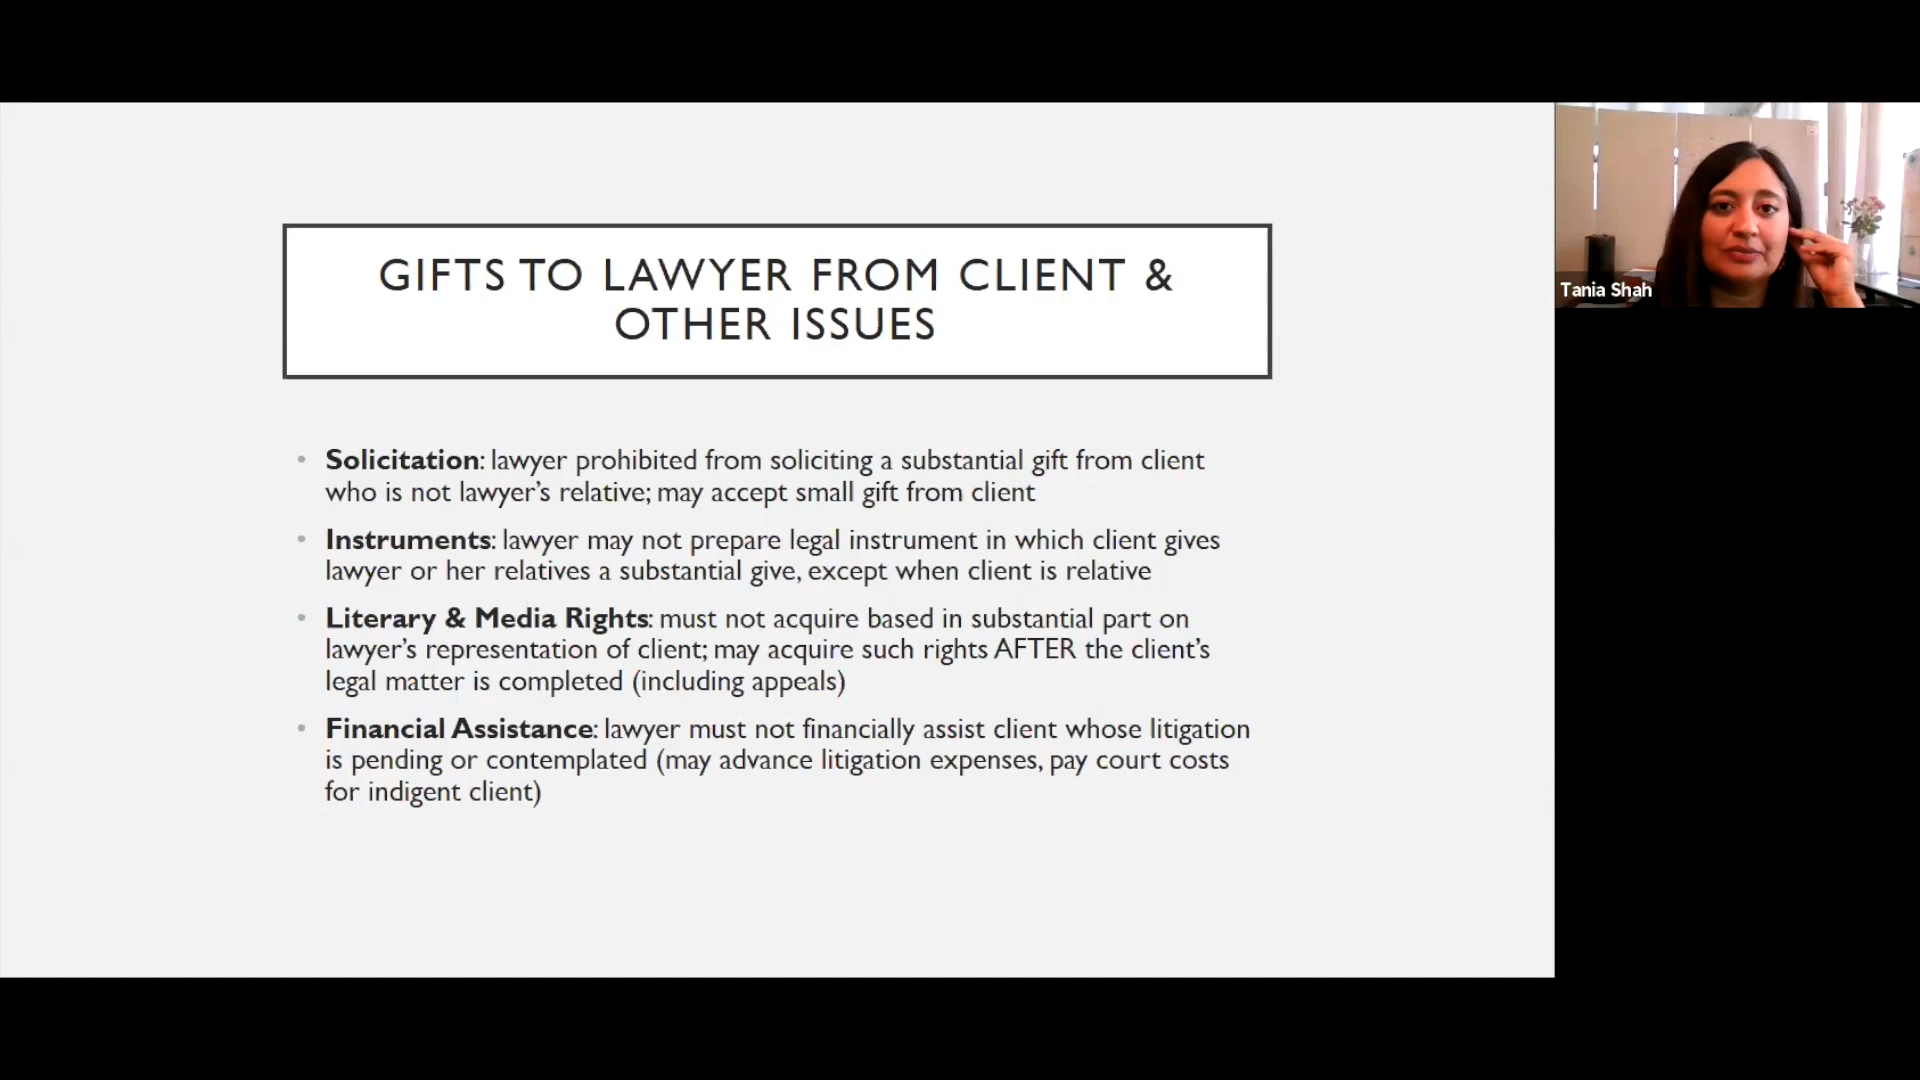 GIFTS TO LAWYER FROM CLIENT &
OTHER ISSUES
• Solicitation: lawyer prohibited from soliciting a substantial gift from client
who is not lawyer’s relative; may accept small gift from client
• Instruments: lawyer may not prepare legal instrument in which client gives
lawyer or her relatives a substantial give, except when client is relative
• Literary & Media Rights: must not acquire based in substantial part on
lawyer’s representation of client; may acquire such rights AFTER the client’s
legal matter is completed (including appeals)
• Financial Assistance: lawyer must not financially assist client whose litigation
is pending or contemplated (may advance litigation expenses, pay court costs
for indigent client)
Tania Shah